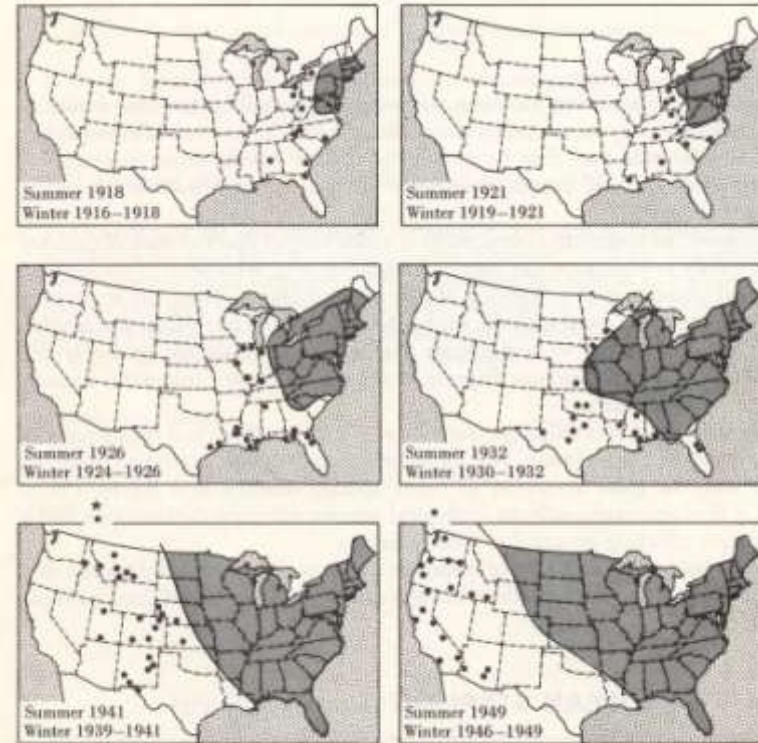 Summer 1918
Winter 1916–1918
Summer 1921
Winter 1919–1921
Summer 1926
Winter 1924–1926
Summer 1932
Winter 1930–1932
Summer 1941
Winter 1939–1941
Summer 1949
Winter 1946–1949